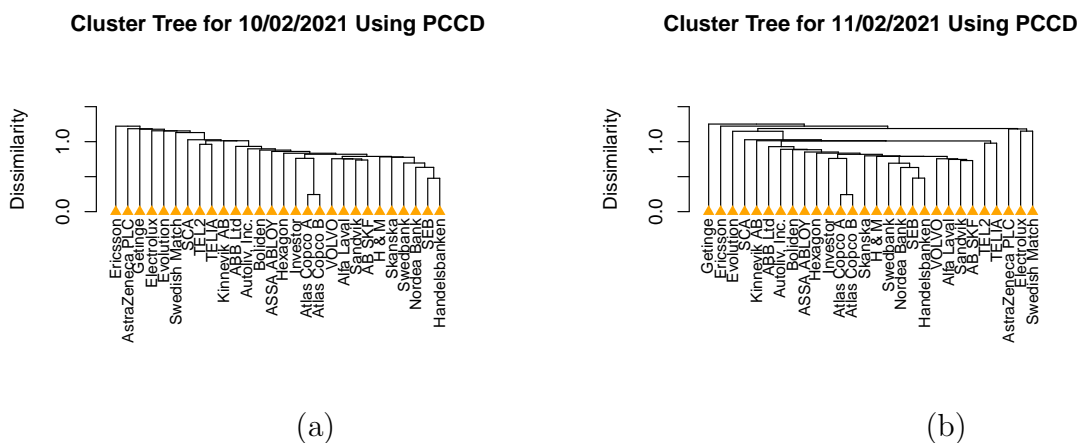 Cluster Tree for 10/02/2021 Using PCCD
Dissimilarity
0.0
1.0
Ericsson
AstraZeneca PLC
Getinge
Electrolux
Evolution
Swedish Match
SCA
TEL2
TELIA
Kinnevik AB
ABB Ltd
Autoliv, Inc.
Boliden
ASSA ABLOY
Hexagon
Investor
Atlas Copco A
Atlas Copco B
VOLVO
Alfa Laval
Sandvik
AB SKF
H & M
Skanska
Swedbank
Nordea Bank
SEB
Handelsbanken
(a)
Cluster Tree for 11/02/2021 Using PCCD
Dissimilarity
0.0
1.0
Getinge
Ericsson
Evolution
SCA
Kinnevik AB
ABB Ltd
Autoliv, Inc.
Boliden
ASSA ABLOY
Hexagon
Investor
Atlas Copco A
Atlas Copco B
Skanska
H & M
Swedbank
Nordea Bank
SEB
Handelsbanken
VOLVO
Alfa Laval
Sandvik
AB SKF
TEL2
TELIA
AstraZeneca PLC
Electrolux
Swedish Match
(b)